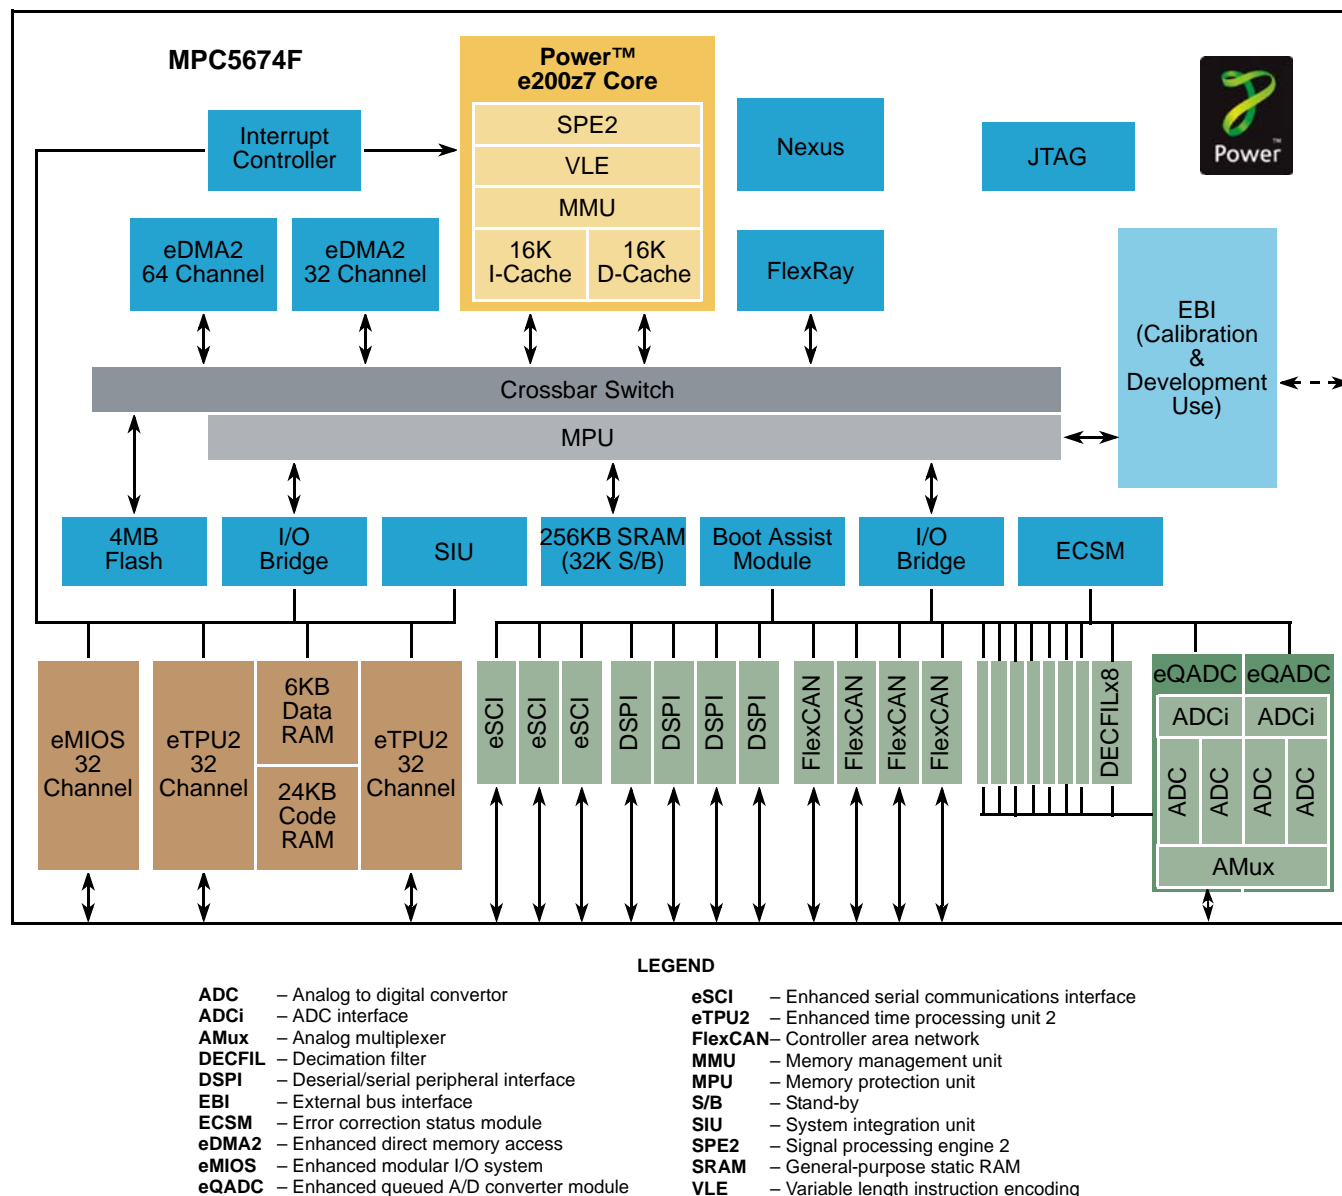 MPC5674F
Power™
e200z7 Core
SPE2
VLE
MMU
16K
I-Cache
16K
D-Cache
Interrupt
Controller
Nexus
JTAG
Power™
eDMA2
64 Channel
eDMA2
32 Channel
FlexRay
EBI
(Calibration
&
Development
Use)
Crossbar Switch
MPU
4MB
Flash
I/O
Bridge
SIU
256KB SRAM
(32K S/B)
Boot Assist
Module
I/O
Bridge
ECSM
eMIOS
32
Channel
eTPU2
32
Channel
6KB
Data
RAM
24KB
Code
RAM
eTPU2
32
Channel
eSCI
eSCI
eSCI
DSPI
DSPI
DSPI
DSPI
FlexCAN
FlexCAN
FlexCAN
FlexCAN
DECFILx8
eQADC
eQADC
ADCi
ADCi
ADC
ADC
ADC
ADC
AMux
LEGEND
ADC – Analog to digital convertor
ADCi – ADC interface
AMux – Analog multiplexer
DECFIL – Decimation filter
DSPI – Deserial/serial peripheral interface
EBI – External bus interface
ECSM – Error correction status module
eDMA2 – Enhanced direct memory access
eMIOS – Enhanced modular I/O system
eQADC – Enhanced queued A/D converter module
eSCI – Enhanced serial communications interface
eTPU2 – Enhanced time processing unit 2
FlexCAN – Controller area network
MMU – Memory management unit
MPU – Memory protection unit
S/B – Stand-by
SIU – System integration unit
SPE2 – Signal processing engine 2
SRAM – General-purpose static RAM
VLE – Variable length instruction encoding